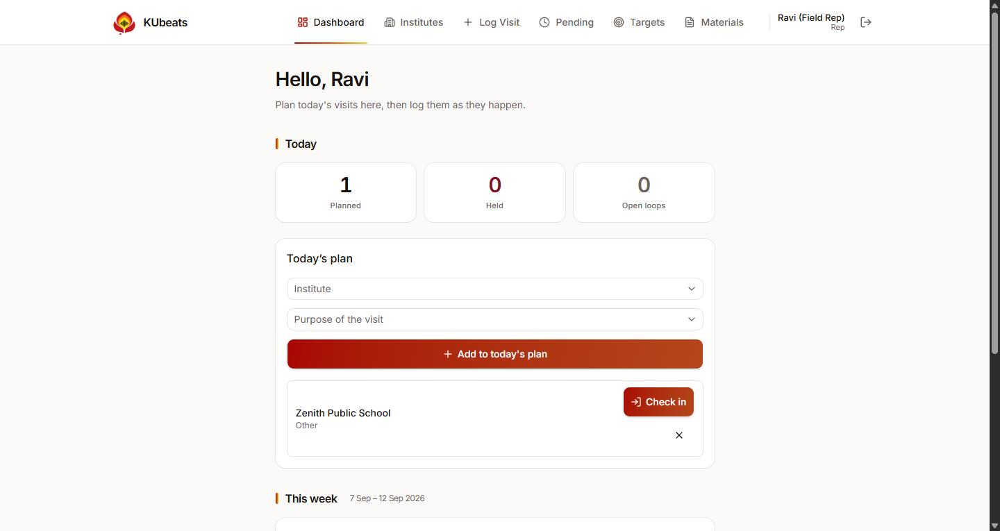 KUbeats
Dashboard
Institutes
Log Visit
Pending
Targets
Materials
Ravi (Field Rep)
Rep
Hello, Ravi
Plan today's visits here, then log them as they happen.
Today
1
Planned
0
Held
0
Open loops
Today’s plan
Institute
Purpose of the visit
Add to today's plan
Zenith Public School
Other
Check in
This week 7 Sep – 12 Sep 2026